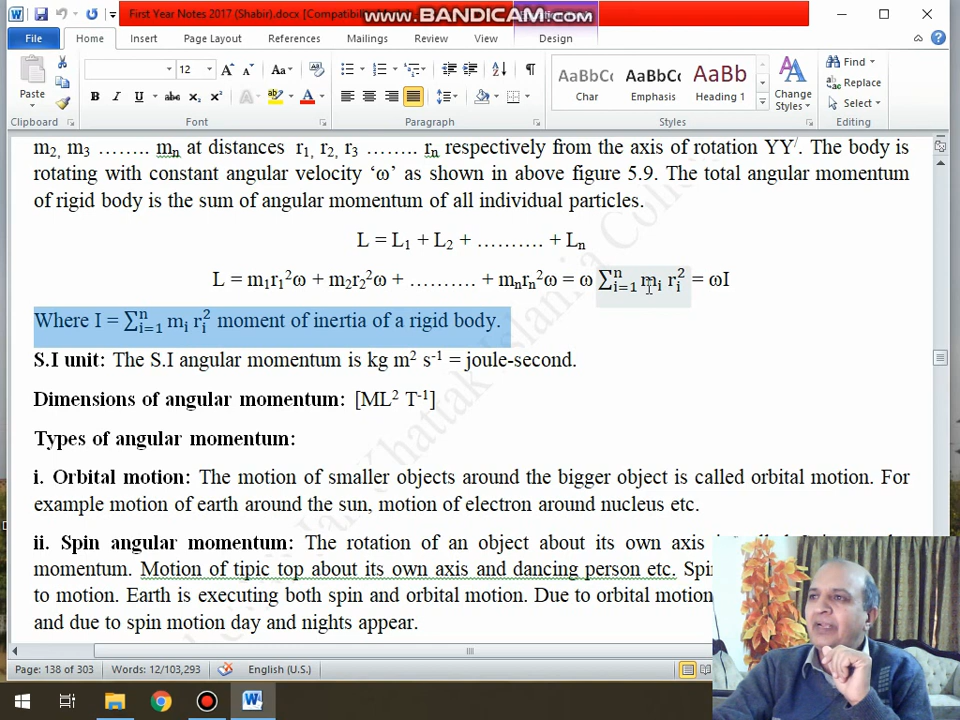 First Year Notes 2017 (Shabir).docx [Compatibility
www.BANDICAM.com
File Home Insert Page Layout References Mailings Review View Design
Paste
12
Aa
B I U abc x2 x2 A A
AaBbCc AaBbCc AaBb
Char Emphasis Heading 1
Change Styles
Find
Replace
Select
Clipboard Font Paragraph Styles Editing
m2, m3 …….. mn at distances r1, r2, r3 …….. rn respectively from the axis of rotation YY/. The body is
rotating with constant angular velocity ‘ω’ as shown in above figure 5.9. The total angular momentum
of rigid body is the sum of angular momentum of all individual particles.
L = L1 + L2 + ………. + Ln
L = m1r1²ω + m2r2²ω + ………. + mnrn²ω = ω ∑ⁿi=1 mi ri² = ωI
Where I = ∑ⁿi=1 mi ri² moment of inertia of a rigid body.
S.I unit: The S.I angular momentum is kg m² s⁻¹ = joule-second.
Dimensions of angular momentum: [ML² T⁻¹]
Types of angular momentum:
i. Orbital motion: The motion of smaller objects around the bigger object is called orbital motion. For
example motion of earth around the sun, motion of electron around nucleus etc.
ii. Spin angular momentum: The rotation of an object about its own axis
momentum. Motion of tipic top about its own axis and dancing person etc.
to motion. Earth is executing both spin and orbital motion. Due to orbital motion
and due to spin motion day and nights appear.
Khattak Islamia
Page: 138 of 303 Words: 12/103,293 English (U.S.)